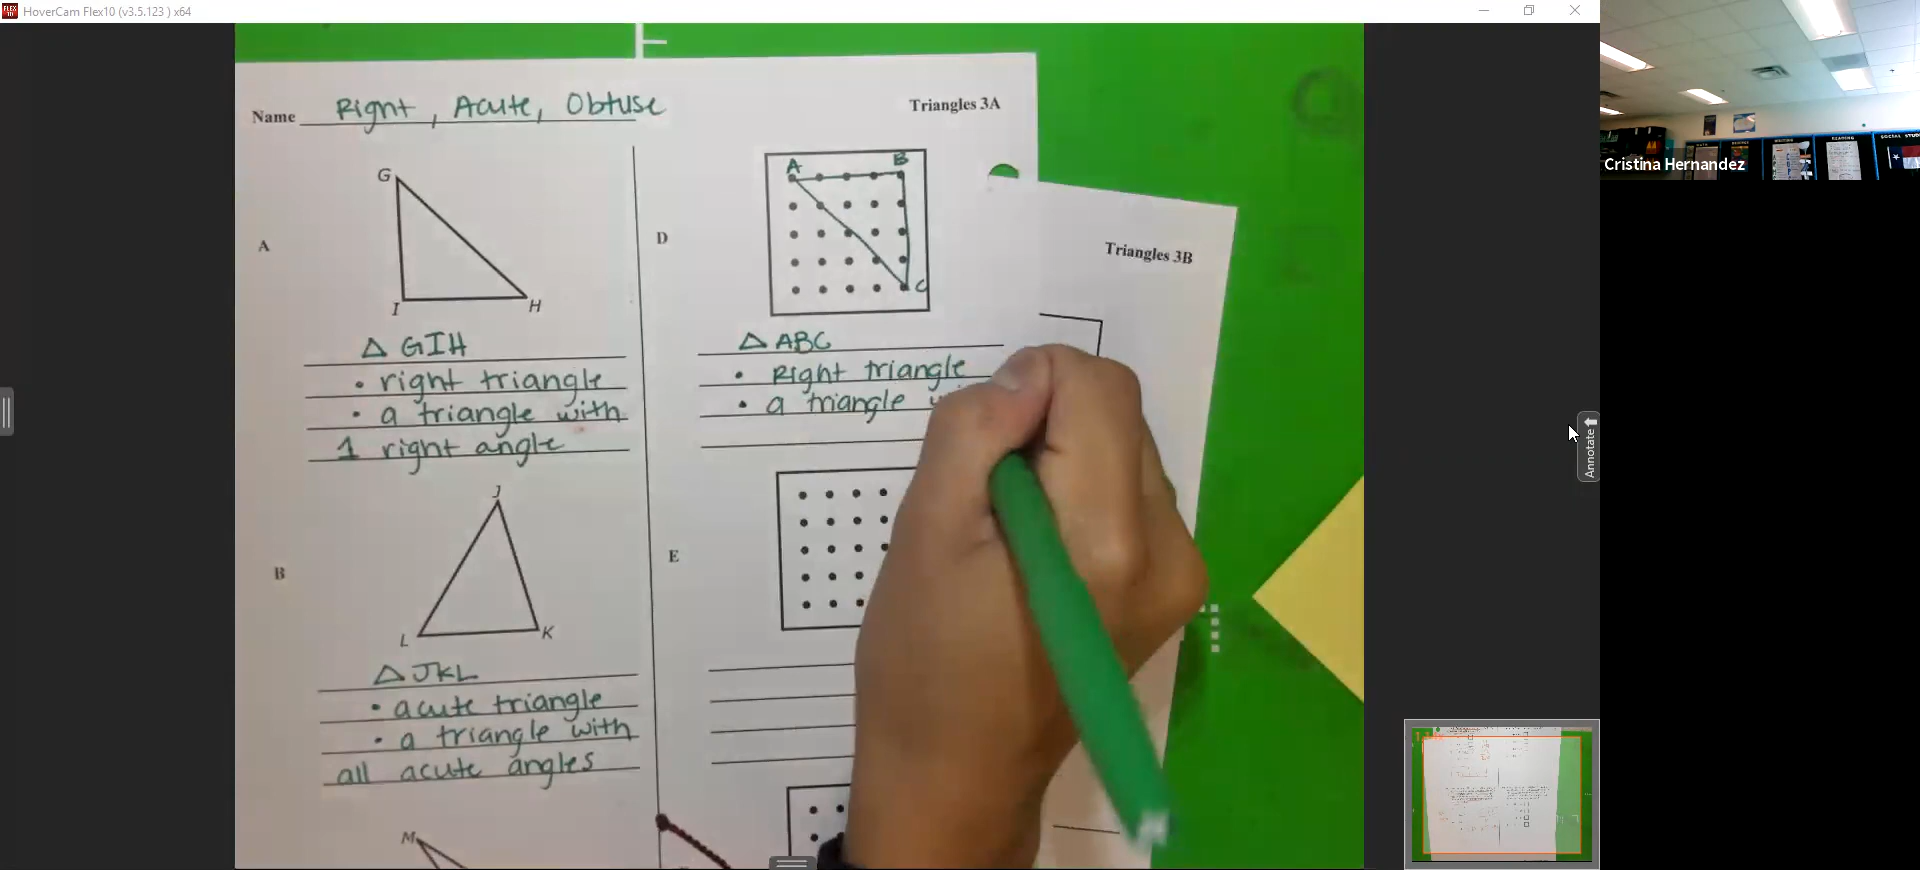 HoverCam Flex10 (v3.5.123 ) x64
Name Right, Acute, Obtuse
Triangles 3A
A
G
I
H
△ GIH
• right triangle
• a triangle with
1 right angle
B
J
L
K
△ JKL
• acute triangle
• a triangle with
all acute angles
M
D
A
B
C
△ ABC
• Right triangle
• a triangle
E
Triangles 3B
Annotate
Cristina Hernandez